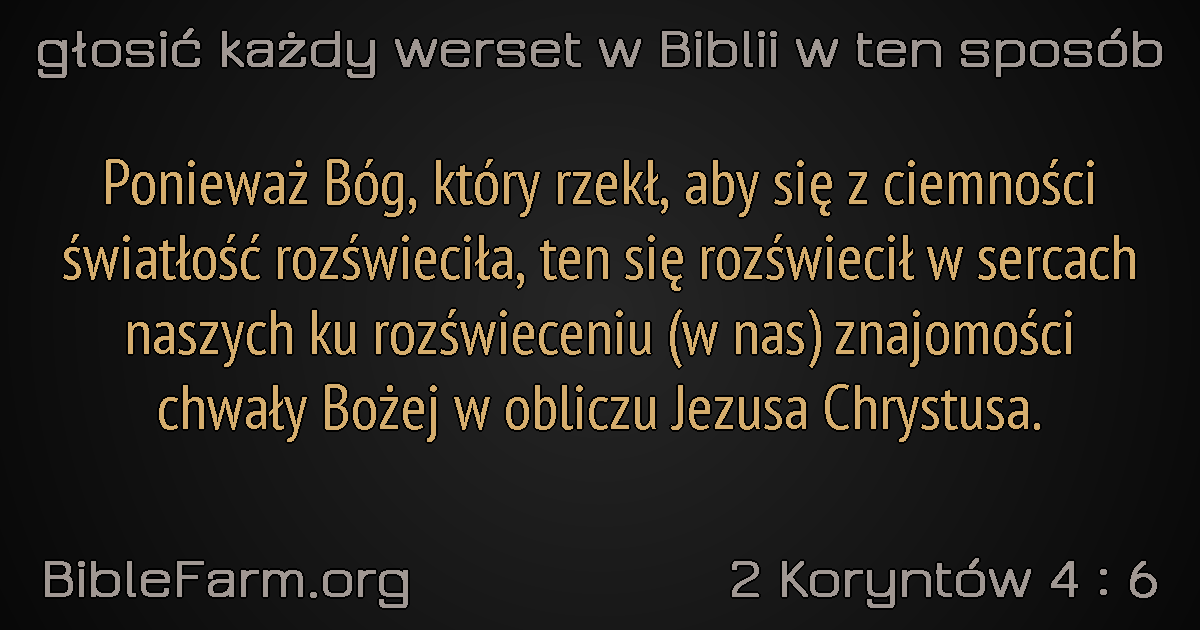 głosić każdy werset w Biblii w ten sposób
Ponieważ Bóg, który rzekł, aby się z ciemności
światłość rozświeciła, ten się rozświecił w sercach
naszych ku rozświeceniu (w nas) znajomości
chwały Bożej w obliczu Jezusa Chrystusa.
BibleFarm.org
2 Koryntów 4 : 6